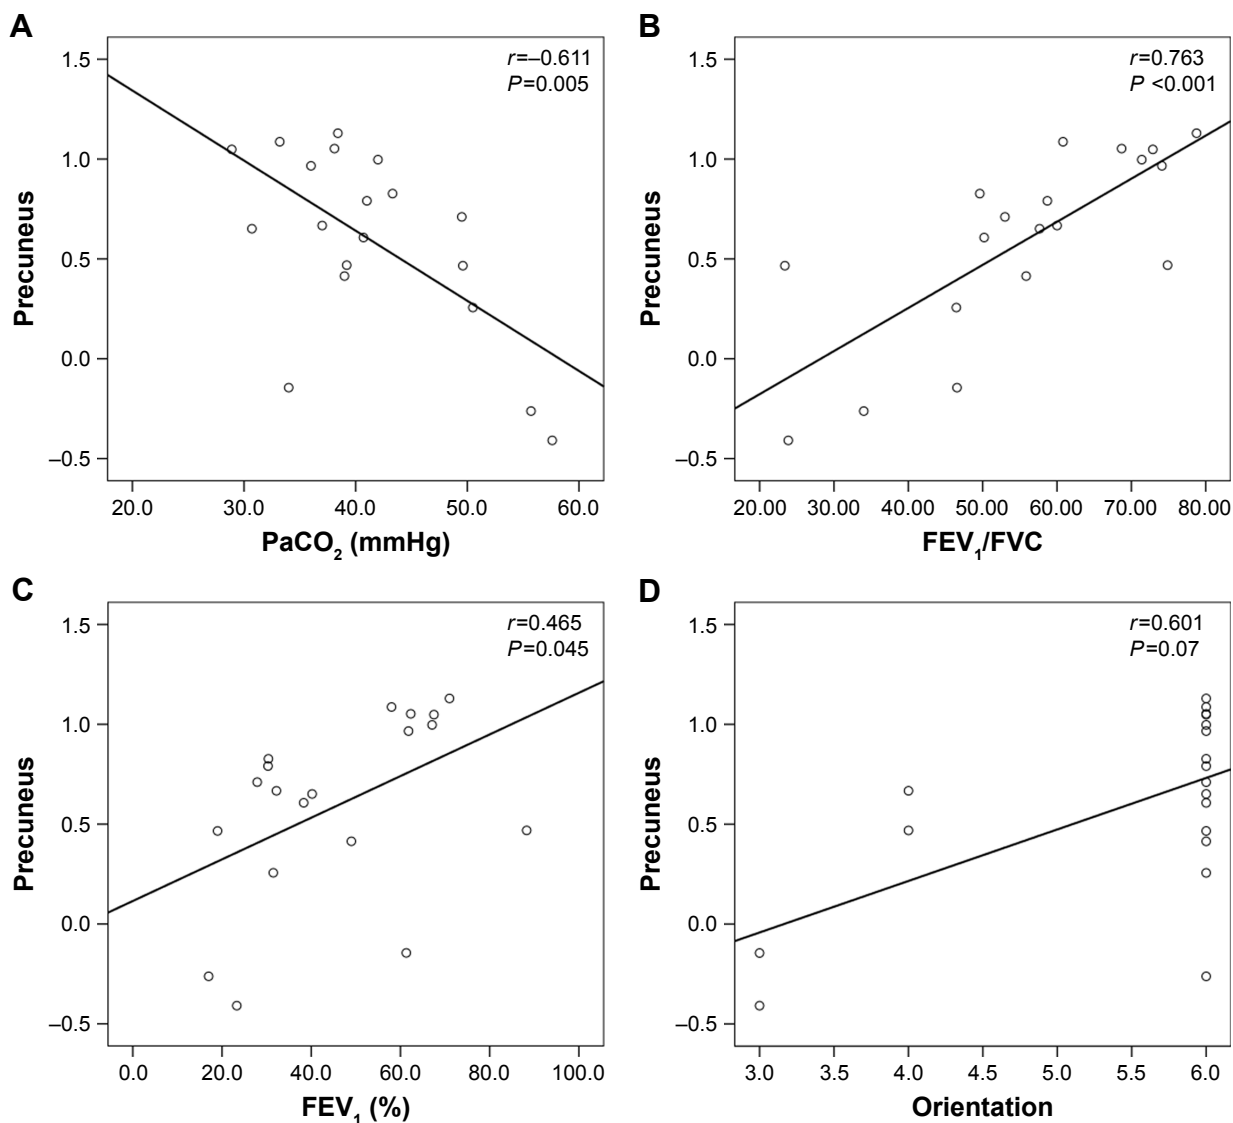 A
r=–0.611
P=0.005
1.5
1.0
0.5
0.0
–0.5
Precuneus
20.0 30.0 40.0 50.0 60.0
PaCO2 (mmHg)
B
r=0.763
P <0.001
1.5
1.0
0.5
0.0
–0.5
Precuneus
20.00 30.00 40.00 50.00 60.00 70.00 80.00
FEV1/FVC
C
r=0.465
P=0.045
1.5
1.0
0.5
0.0
–0.5
Precuneus
0.0 20.0 40.0 60.0 80.0 100.0
FEV1 (%)
D
r=0.601
P=0.07
1.5
1.0
0.5
0.0
–0.5
Precuneus
3.0 3.5 4.0 4.5 5.0 5.5 6.0
Orientation